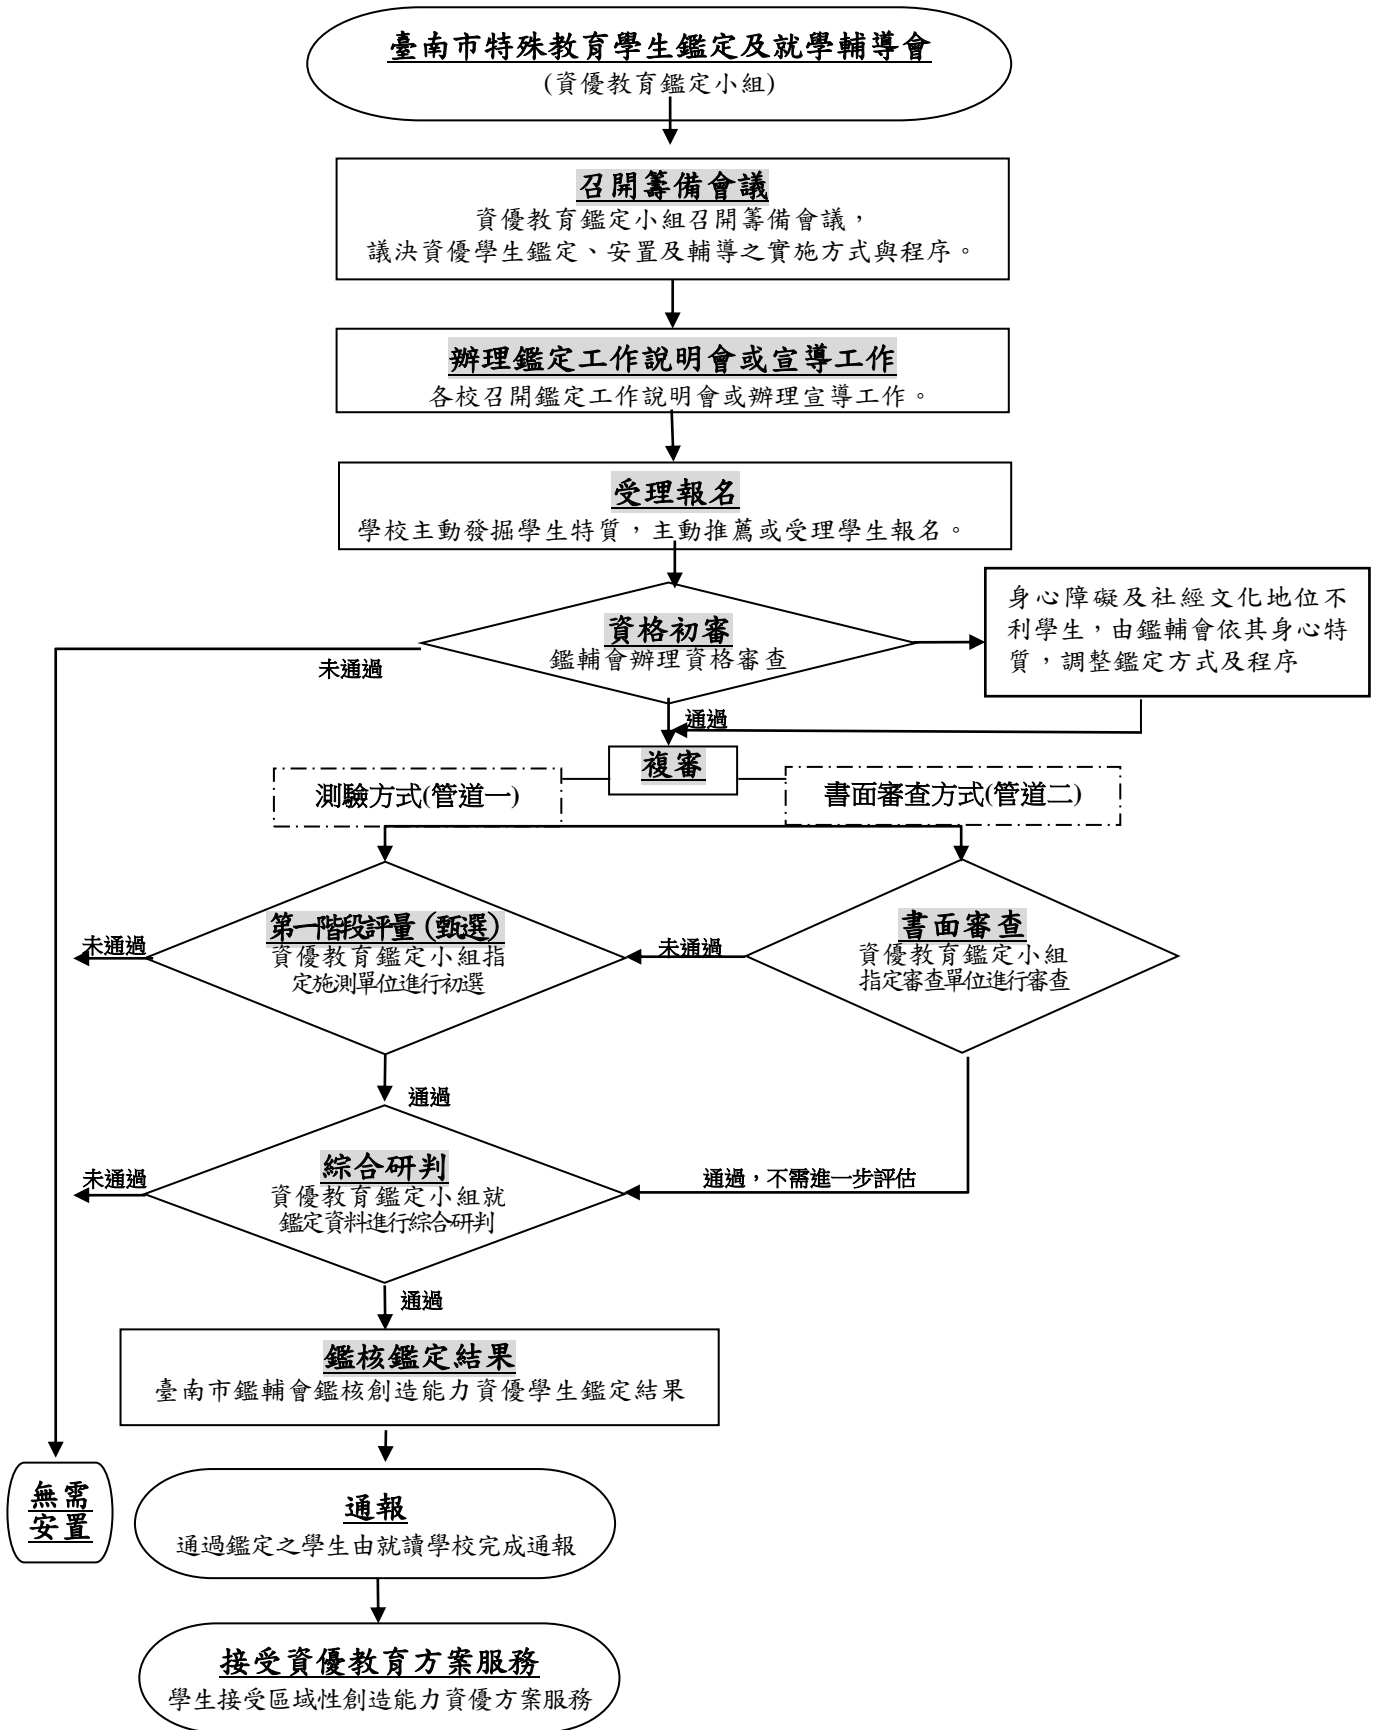 臺南市特殊教育學生鑑定及就學輔導會
(資優教育鑑定小組)
召開籌備會議
資優教育鑑定小組召開籌備會議，
議決資優學生鑑定、安置及輔導之實施方式與程序。
辦理鑑定工作說明會或宣導工作
各校召開鑑定工作說明會或辦理宣導工作。
受理報名
學校主動發掘學生特質，主動推薦或受理學生報名。
資格初審
鑑輔會辦理資格審查
身心障礙及社經文化地位不
利學生，由鑑輔會依其身心特
質，調整鑑定方式及程序
未通過
通過
複審
測驗方式(管道一)
書面審查方式(管道二)
第一階段評量（甄選）
資優教育鑑定小組指
定施測單位進行初選
未通過
未通過
書面審查
資優教育鑑定小組
指定審查單位進行審查
通過
綜合研判
資優教育鑑定小組就
鑑定資料進行綜合研判
未通過
通過，不需進一步評估
通過
鑑核鑑定結果
臺南市鑑輔會鑑核創造能力資優學生鑑定結果
無需
安置
通報
通過鑑定之學生由就讀學校完成通報
接受資優教育方案服務
學生接受區域性創造能力資優方案服務